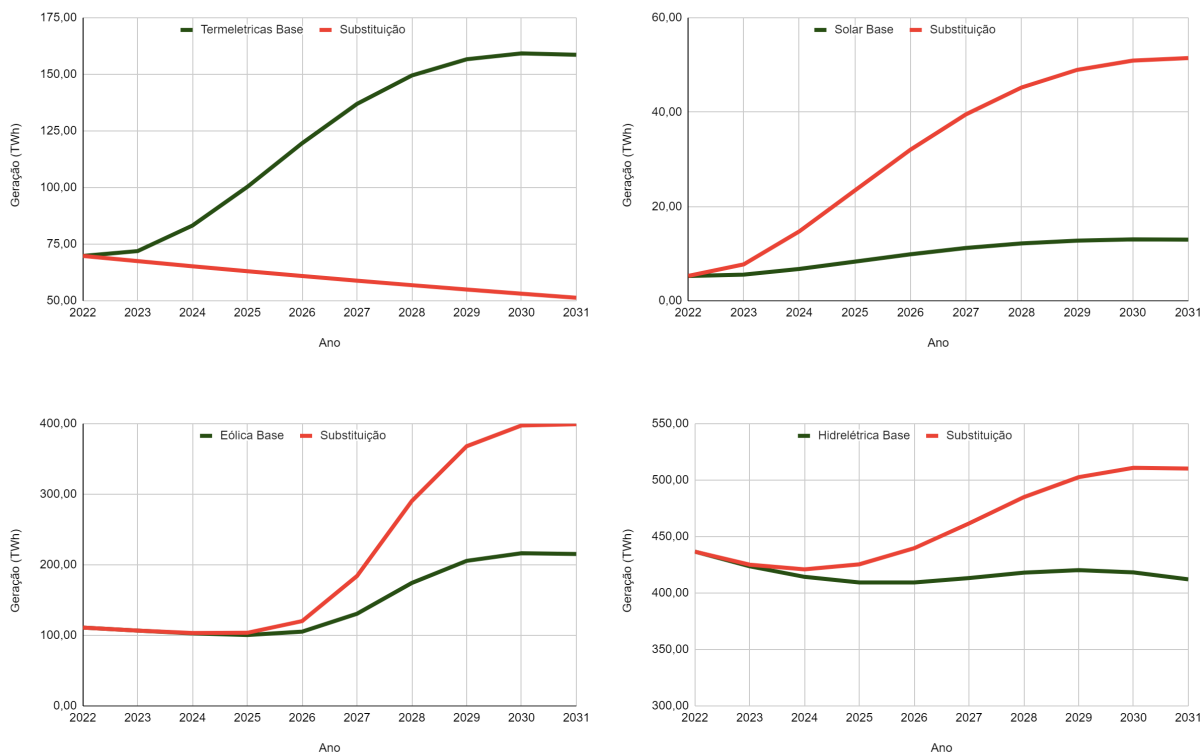 175,00
150,00
125,00
100,00
75,00
50,00
Geração (TWh)
Termeletricas Base Substituição
2022 2023 2024 2025 2026 2027 2028 2029 2030 2031
Ano
60,00
40,00
20,00
0,00
Geração (TWh)
Solar Base Substituição
2022 2023 2024 2025 2026 2027 2028 2029 2030 2031
Ano
400,00
300,00
200,00
100,00
0,00
Geração (TWh)
Eólica Base Substituição
2022 2023 2024 2025 2026 2027 2028 2029 2030 2031
Ano
550,00
500,00
450,00
400,00
350,00
300,00
Geração (TWh)
Hidrelétrica Base Substituição
2022 2023 2024 2025 2026 2027 2028 2029 2030 2031
Ano